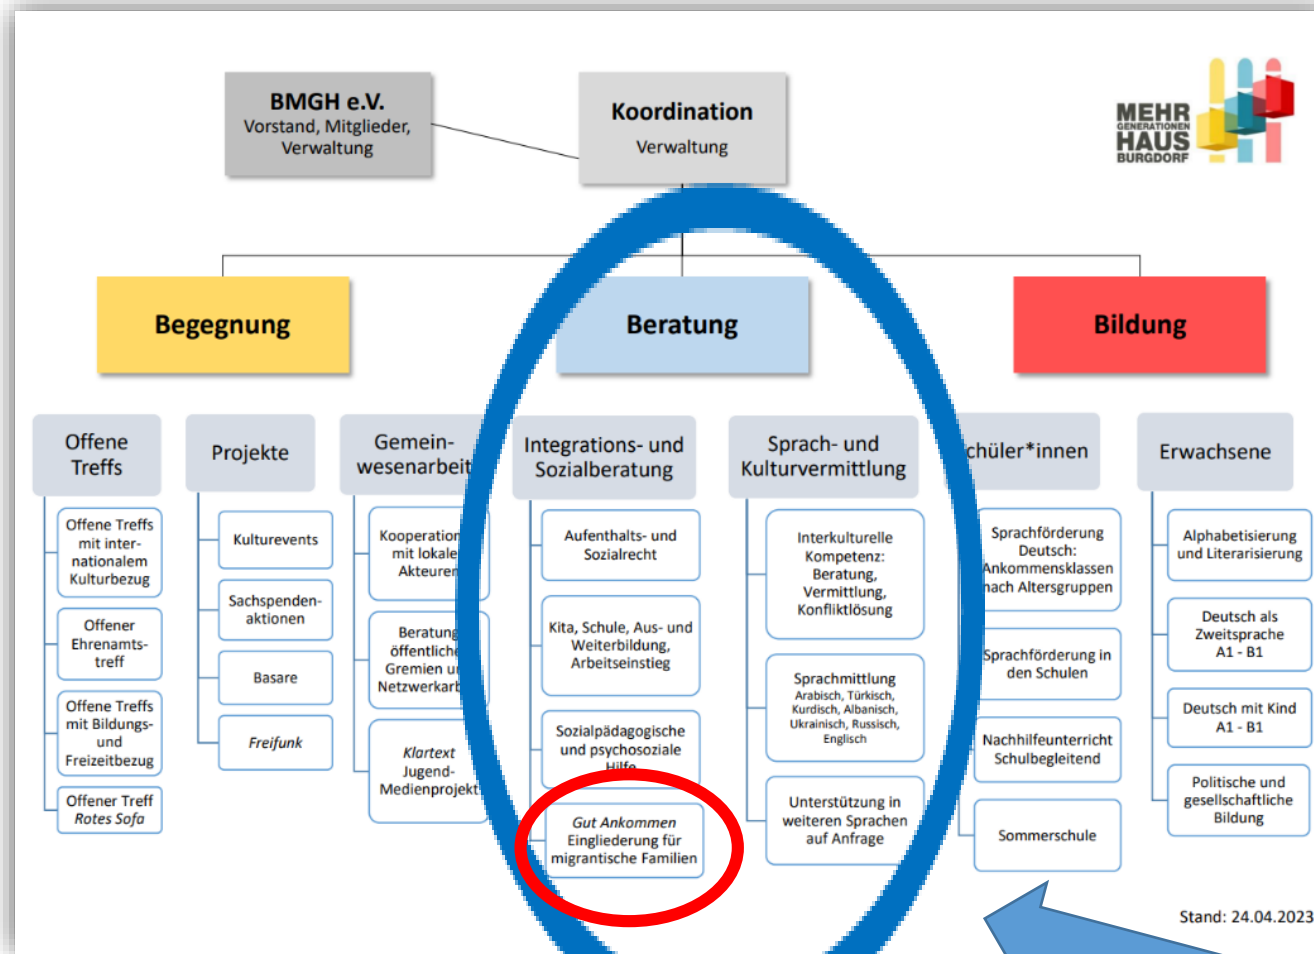 BMGH e.V.
Vorstand, Mitglieder,
Verwaltung
Koordination
Verwaltung
MEHR
GENERATIONEN
HAUS
BURGDORF
Begegnung
Beratung
Bildung
Offene
Treffs
Offene Treffs
mit inter-
nationalem
Kulturbezug
Offener
Ehrenamts-
treff
Offene Treffs
mit Bildungs-
und
Freizeitbezug
Offener Treff
Rotes Sofa
Projekte
Kulturevents
Sachspenden-
aktionen
Basare
Freifunk
Gemein-
wesenarbeit
Kooperation
mit lokale
Akteuren
Beratung
öffentliche
Gremien u
Netzwerkarb
Klartext
Jugend-
Medienprojekt
Integrations- und
Sozialberatung
Aufenthalts- und
Sozialrecht
Kita, Schule, Aus- und
Weiterbildung,
Arbeitseinstieg
Sozialpädagogische
und psychosoziale
Hilfe
Gut Ankommen
Eingliederung für
migrantische Familien
Sprach- und
Kulturvermittlung
Interkulturelle
Kompetenz:
Beratung,
Vermittlung,
Konfliktlösung
Sprachmittlung
Arabisch, Türkisch,
Kurdisch, Albanisch,
Ukrainisch, Russisch,
Englisch
Unterstützung in
weiteren Sprachen
auf Anfrage
chüler*innen
Sprachförderung
Deutsch:
Ankommensklassen
nach Altersgruppen
Sprachförderung in
den Schulen
Nachhilfeunterricht
Schulbegleitend
Sommerschule
Erwachsene
Alphabetisierung
und Literarisierung
Deutsch als
Zweitsprache
A1 - B1
Deutsch mit Kind
A1 - B1
Politische und
gesellschaftliche
Bildung
Stand: 24.04.2023